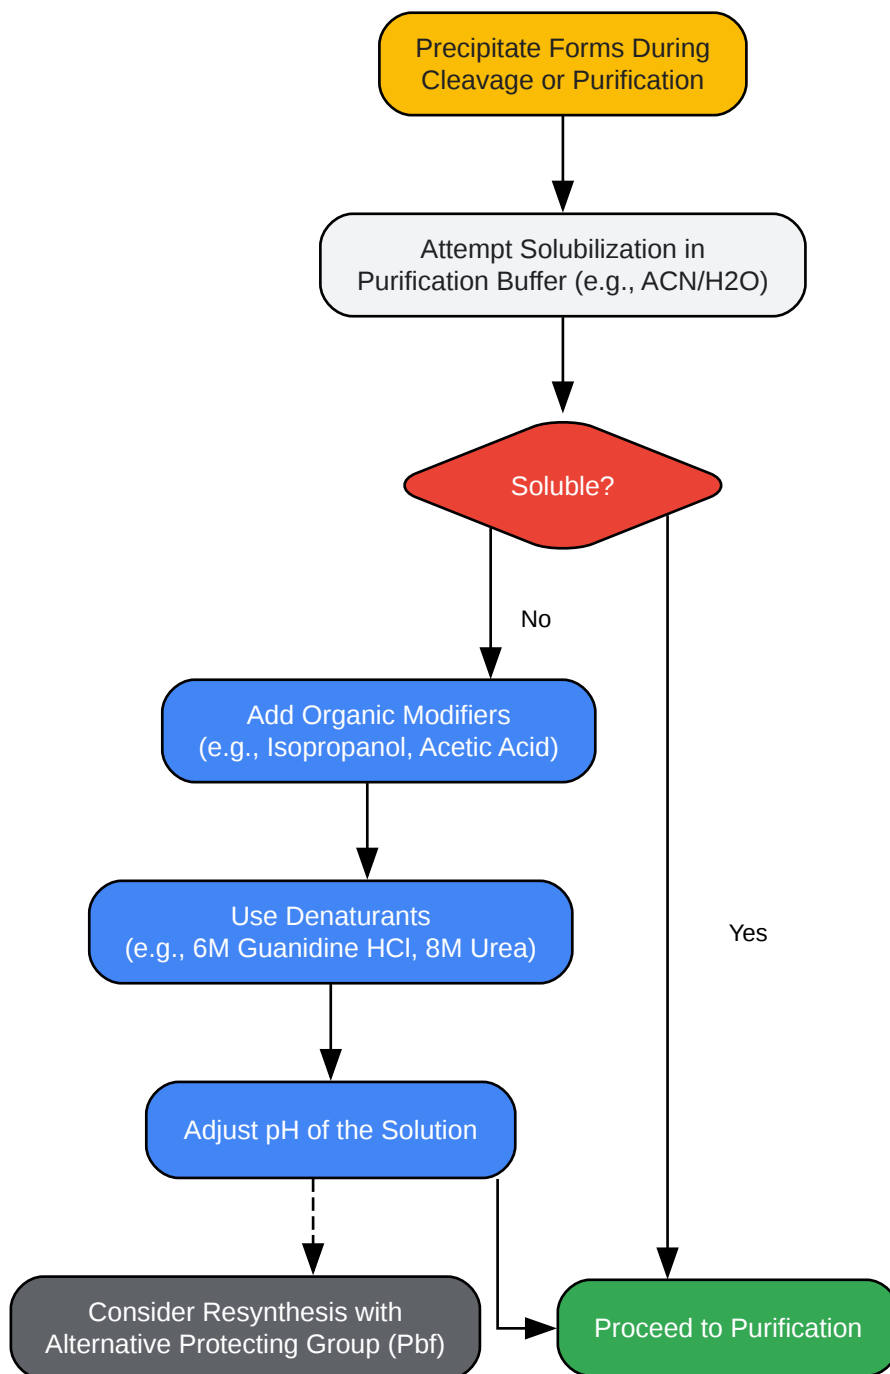 Precipitate Forms During
Cleavage or Purification
Attempt Solubilization in
Purification Buffer (e.g., ACN/H2O)
Soluble?
No
Add Organic Modifiers
(e.g., Isopropanol, Acetic Acid)
Use Denaturants
(e.g., 6M Guanidine HCl, 8M Urea)
Yes
Adjust pH of the Solution
Consider Resynthesis with
Alternative Protecting Group (Pbf)
Proceed to Purification